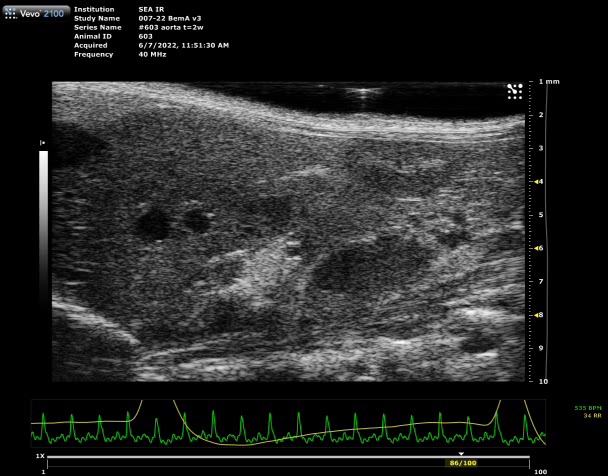 Vevo 2100
Institution SEA IR
Study Name 007-22 BemA v3
Series Name #603 aorta t=2w
Animal ID 603
Acquired 6/7/2022, 11:51:30 AM
Frequency 40 MHz
1 mm
2
3
4
5
6
7
8
9
10
535 BPM
34 RR
1X
86/100
1
100